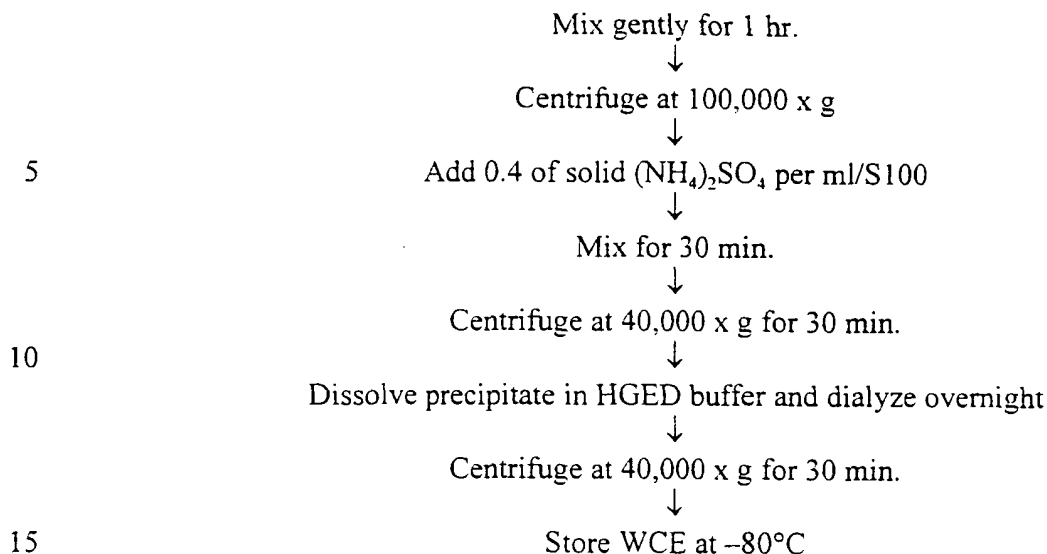 Mix gently for 1 hr.
↓
Centrifuge at 100,000 x g
↓
5 Add 0.4 of solid (NH₄)₂SO₄ per ml/S100
↓
Mix for 30 min.
↓
Centrifuge at 40,000 x g for 30 min.
10 ↓
Dissolve precipitate in HGED buffer and dialyze overnight
↓
Centrifuge at 40,000 x g for 30 min.
↓
15 Store WCE at –80°C